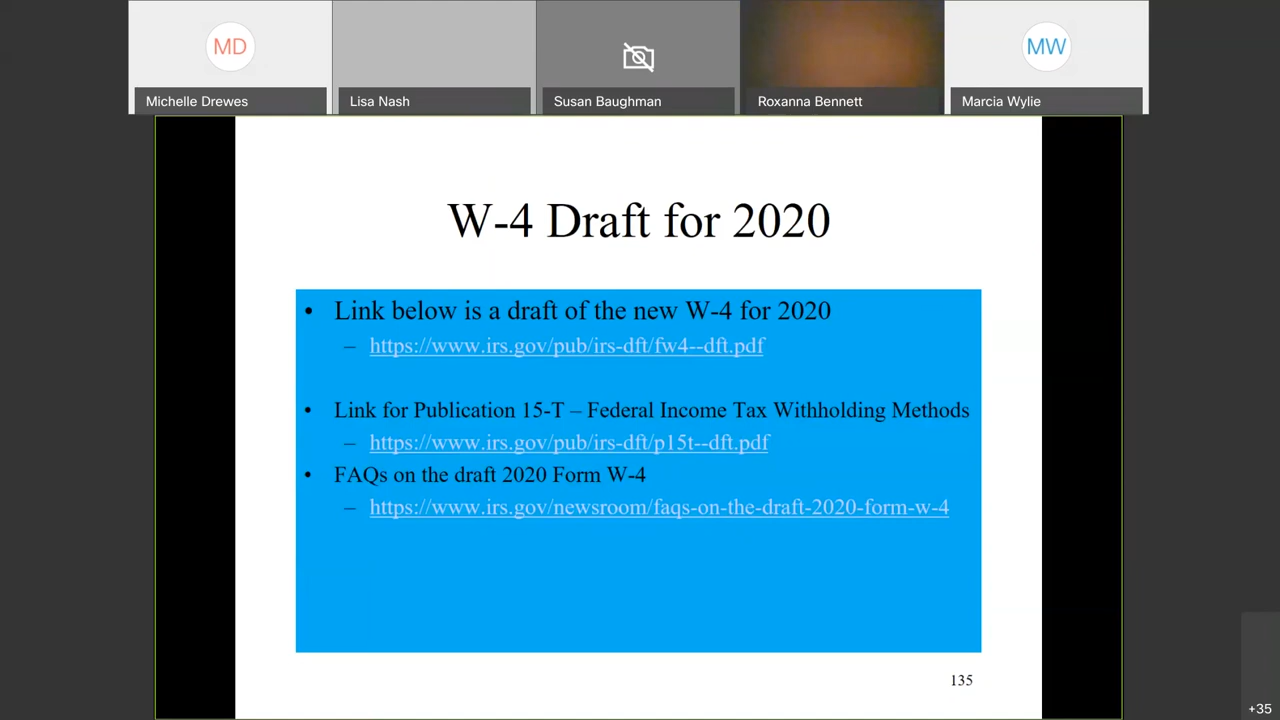 MD
MW
Michelle Drewes
Lisa Nash
Susan Baughman
Roxanna Bennett
Marcia Wylie
W-4 Draft for 2020
• Link below is a draft of the new W-4 for 2020
– https://www.irs.gov/pub/irs-dft/fw4--dft.pdf
• Link for Publication 15-T – Federal Income Tax Withholding Methods
– https://www.irs.gov/pub/irs-dft/p15t--dft.pdf
• FAQs on the draft 2020 Form W-4
– https://www.irs.gov/newsroom/faqs-on-the-draft-2020-form-w-4
135
+35